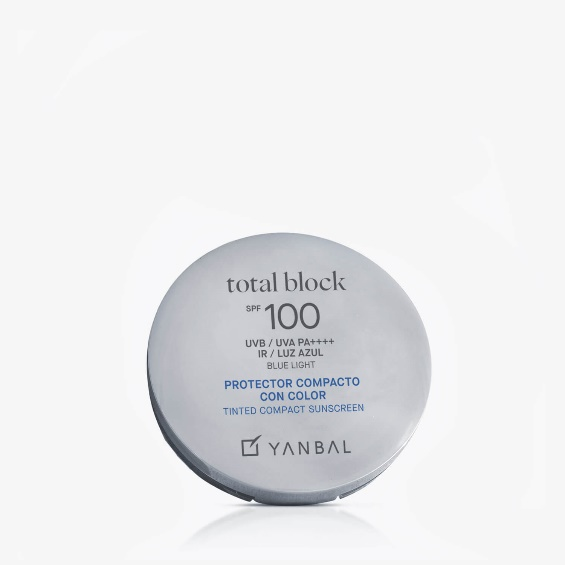 total block
SPF 100
UVB / UVA PA++++
IR / LUZ AZUL
BLUE LIGHT
PROTECTOR COMPACTO
CON COLOR
TINTED COMPACT SUNSCREEN
YANBAL